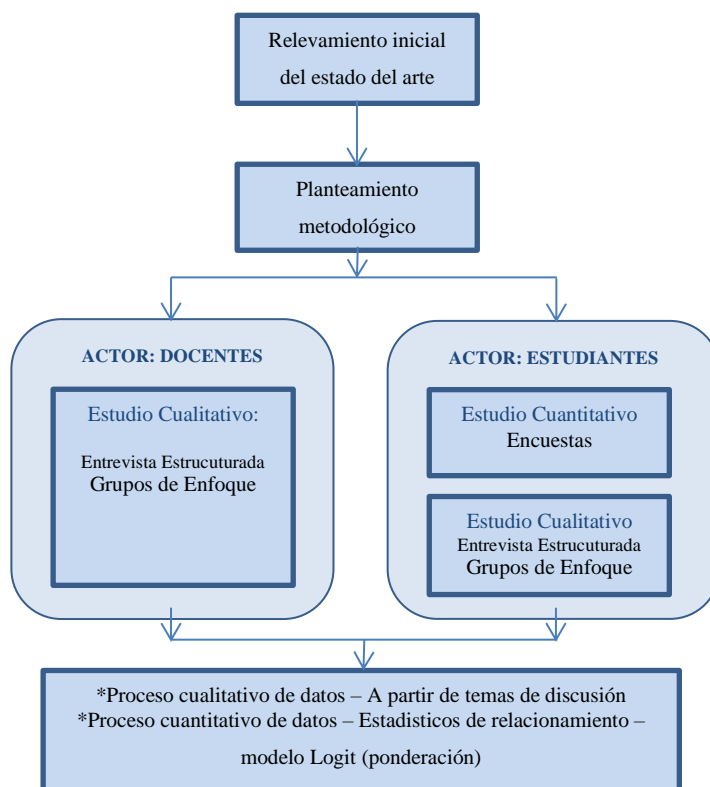 Relevamiento inicial
del estado del arte
Planteamiento
metodológico
ACTOR: DOCENTES
Estudio Cualitativo:
Entrevista Estrucuturada
Grupos de Enfoque
ACTOR: ESTUDIANTES
Estudio Cuantitativo
Encuestas
Estudio Cualitativo
Entrevista Estrucuturada
Grupos de Enfoque
*Proceso cualitativo de datos – A partir de temas de discusión
*Proceso cuantitativo de datos – Estadisticos de relacionamiento –
modelo Logit (ponderación)